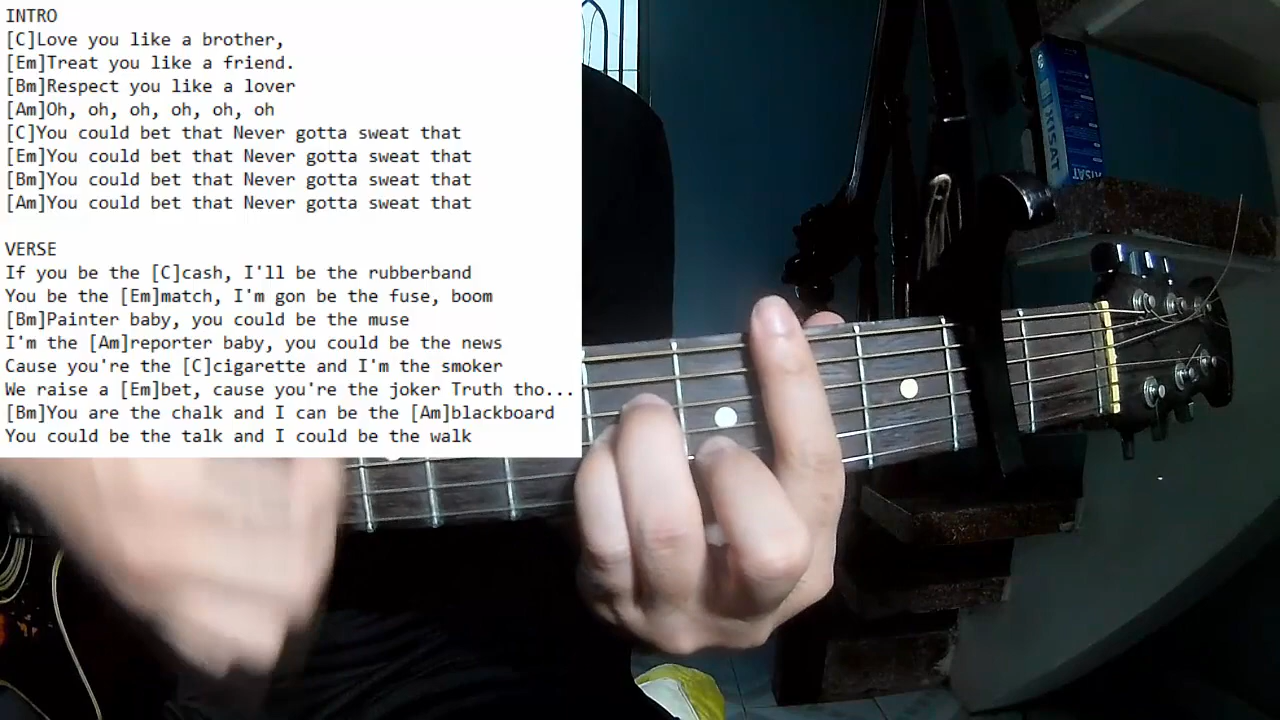 INTRO
[C]Love you like a brother,
[Em]Treat you like a friend.
[Bm]Respect you like a lover
[Am]Oh, oh, oh, oh, oh, oh
[C]You could bet that Never gotta sweat that
[Em]You could bet that Never gotta sweat that
[Bm]You could bet that Never gotta sweat that
[Am]You could bet that Never gotta sweat that
VERSE
If you be the [C]cash, I'll be the rubberband
You be the [Em]match, I'm gon be the fuse, boom
[Bm]Painter baby, you could be the muse
I'm the [Am]reporter baby, you could be the news
Cause you're the [C]cigarette and I'm the smoker
We raise a [Em]bet, cause you're the joker Truth tho...
[Bm]You are the chalk and I can be the [Am]blackboard
You could be the talk and I could be the walk
XISAT
XISAT